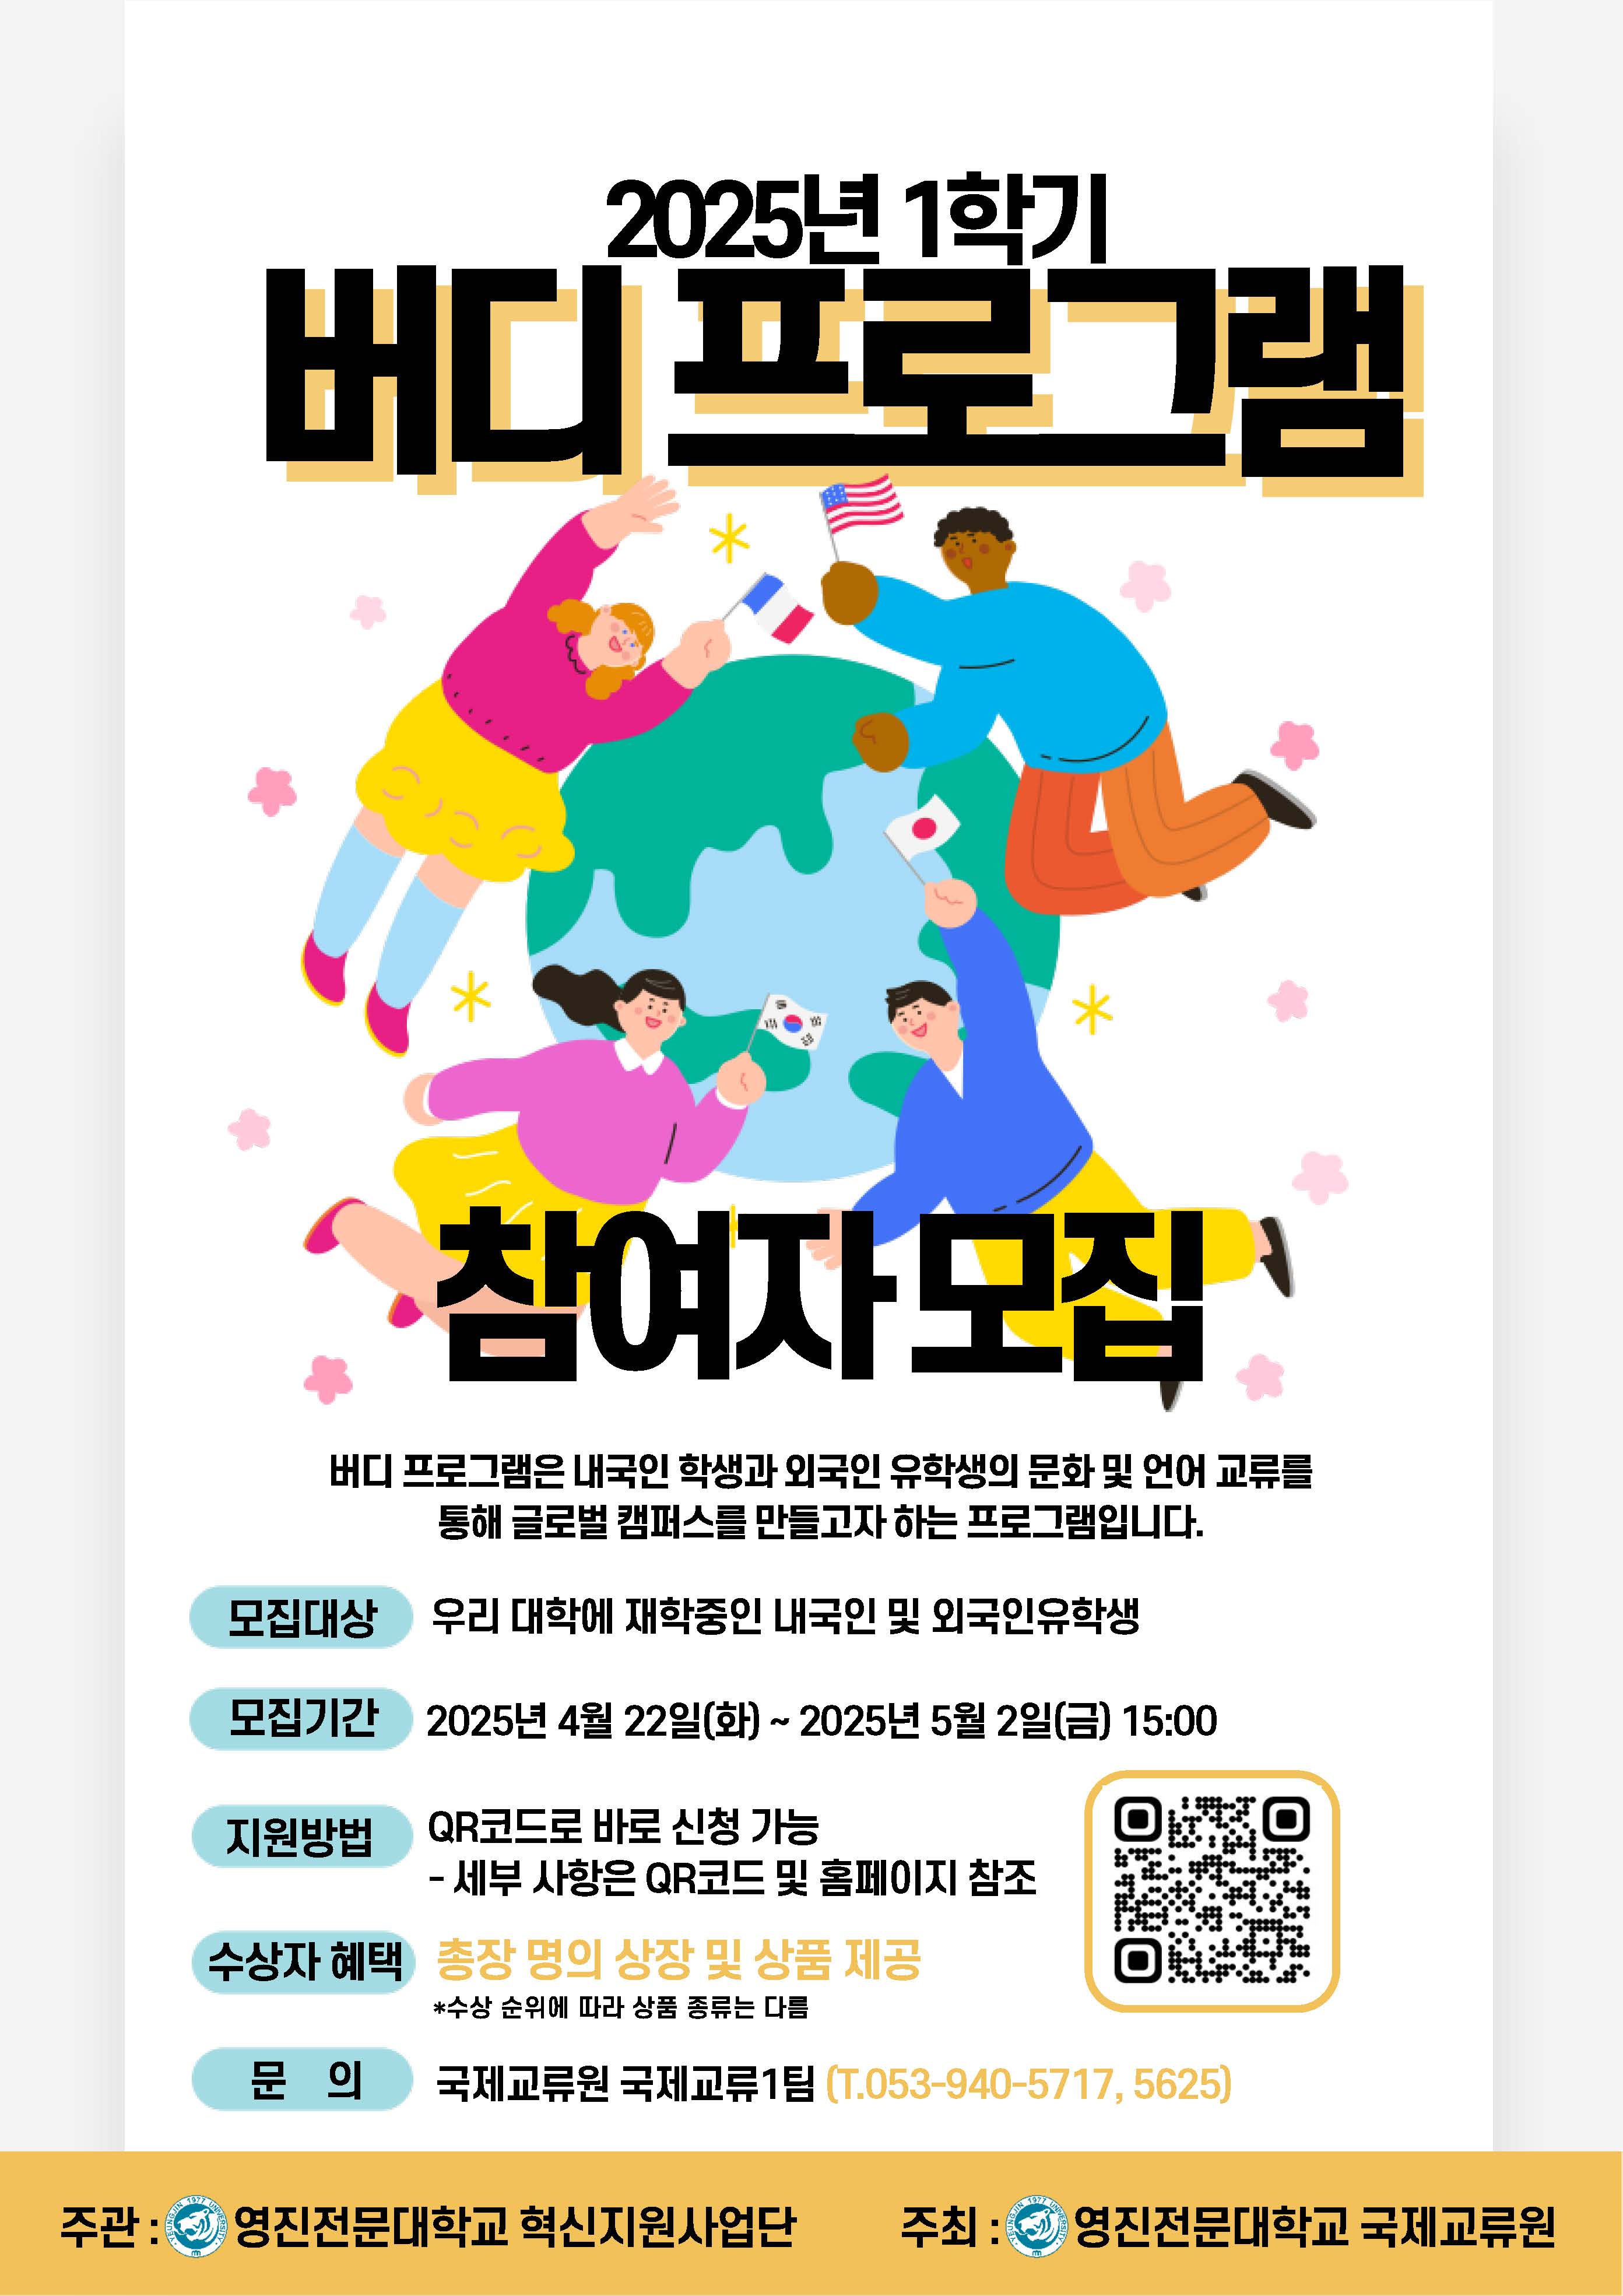 2025년 1학기
버디 프로그램
참여자 모집
버디 프로그램은 내국인 학생과 외국인 유학생의 문화 및 언어 교류를
통해 글로벌 캠퍼스를 만들고자 하는 프로그램입니다.
모집대상 우리 대학에 재학중인 내국인 및 외국인유학생
모집기간 2025년 4월 22일(화) ~ 2025년 5월 2일(금) 15:00
지원방법 QR코드로 바로 신청 가능
- 세부 사항은 QR코드 및 홈페이지 참조
수상자 혜택 총장 명의 상장 및 상품 제공
*수상 순위에 따라 상품 종류는 다름
문 의 국제교류원 국제교류1팀 (T.053-940-5717, 5625)
주관 : YEUNGJIN 1977 UNIVERSITY 영진전문대학교 혁신지원사업단
주최 : YEUNGJIN 1977 UNIVERSITY 영진전문대학교 국제교류원